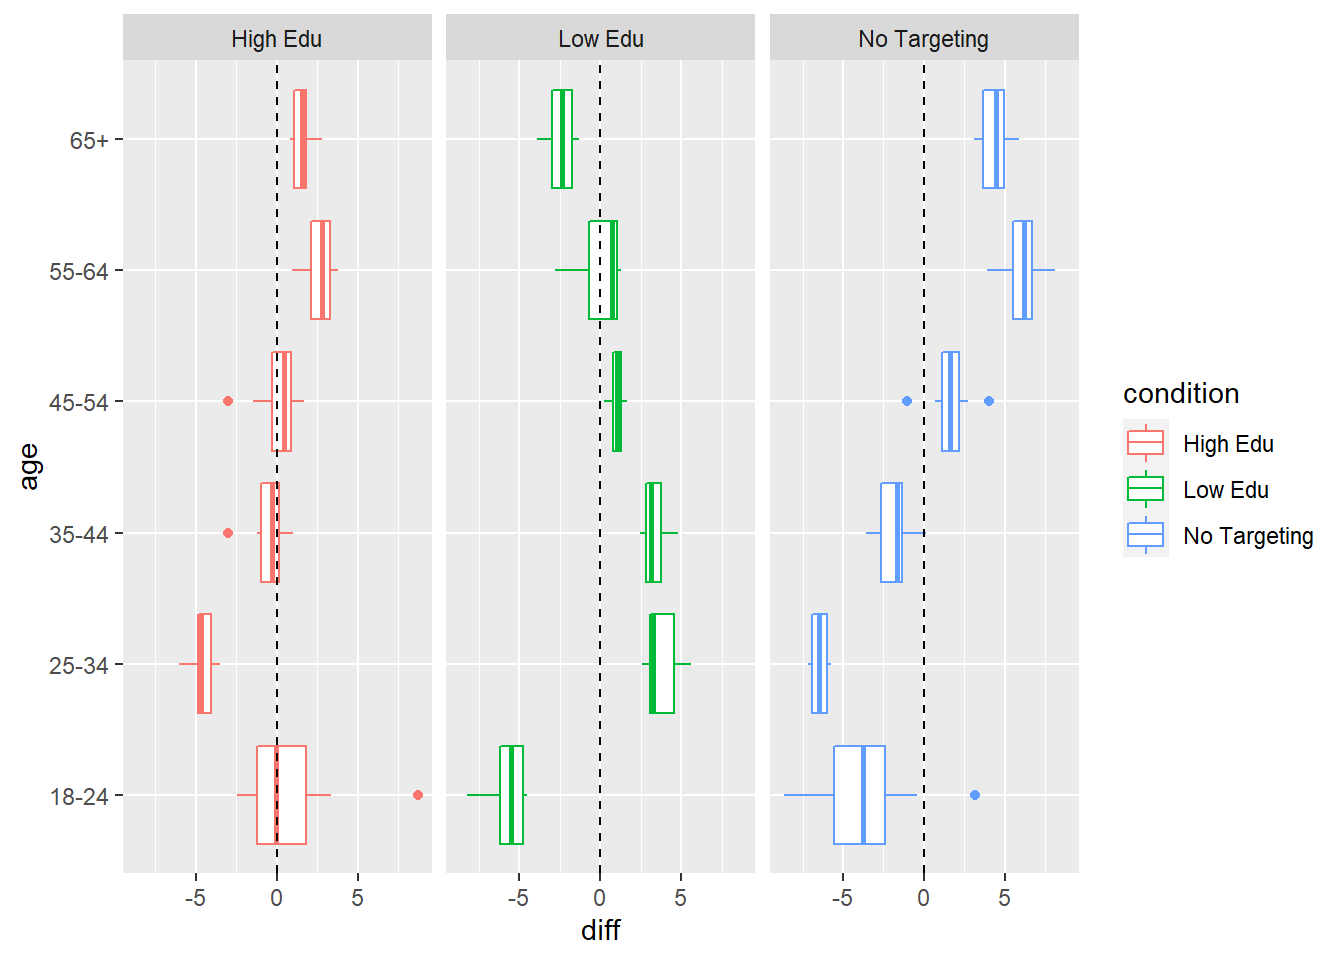 High Edu
Low Edu
No Targeting
65+
55-64
45-54
35-44
25-34
18-24
age
-5 0 5
-5 0 5
-5 0 5
diff
condition
High Edu
Low Edu
No Targeting